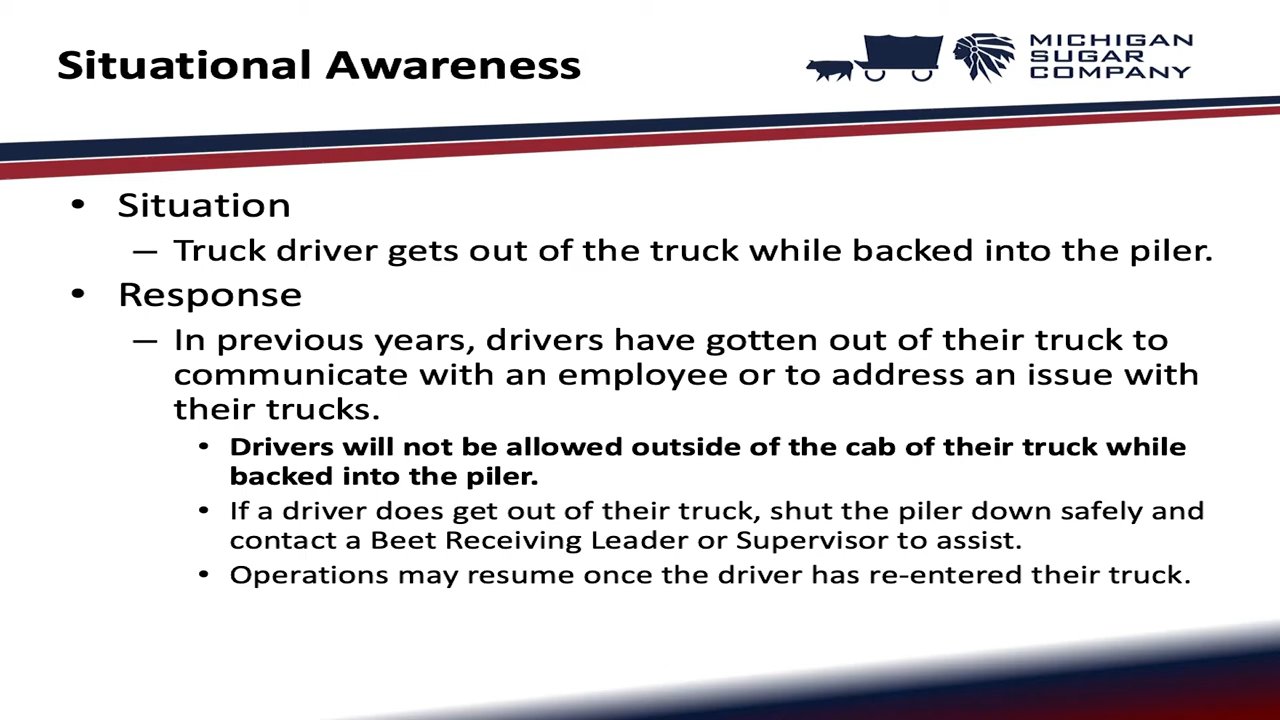 Situational Awareness
MICHIGAN
SUGAR
COMPANY
• Situation
– Truck driver gets out of the truck while backed into the piler.
• Response
– In previous years, drivers have gotten out of their truck to
communicate with an employee or to address an issue with
their trucks.
• Drivers will not be allowed outside of the cab of their truck while
backed into the piler.
• If a driver does get out of their truck, shut the piler down safely and
contact a Beet Receiving Leader or Supervisor to assist.
• Operations may resume once the driver has re-entered their truck.